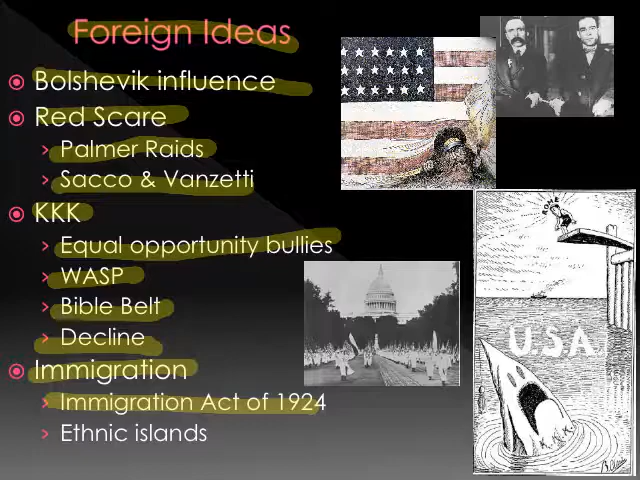 Foreign Ideas
Bolshevik influence
Red Scare
Palmer Raids
Sacco & Vanzetti
KKK
Equal opportunity bullies
WASP
Bible Belt
Decline
Immigration
Immigration Act of 1924
Ethnic islands
U.S.A.
K.K.K.